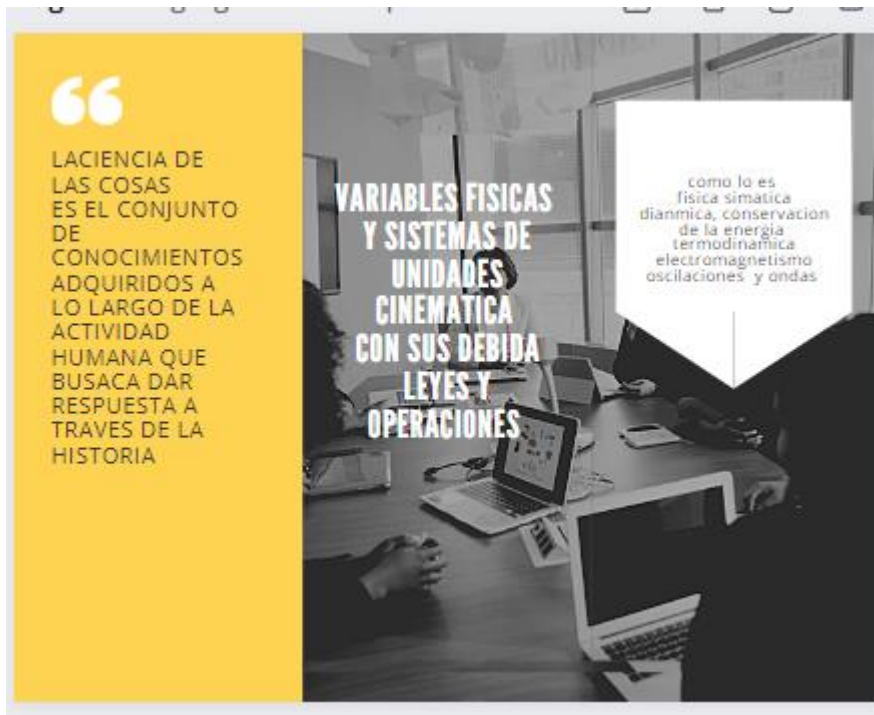 LACIENCIA DE
LAS COSAS
ES EL CONJUNTO
DE
CONOCIMIENTOS
ADQUIRIDOS A
LO LARGO DE LA
ACTIVIDAD
HUMANA QUE
BUSACA DAR
RESPUESTA A
TRAVES DE LA
HISTORIA
VARIABLES FISICAS
Y SISTEMAS DE
UNIDADES
CINEMATICA
CON SUS DEBIDA
LEYES Y
OPERACIONES
como lo es
fisica simatica
dianmica, conservacion
de la energia
termodinamica
electromagnetismo
oscilaciones y ondas